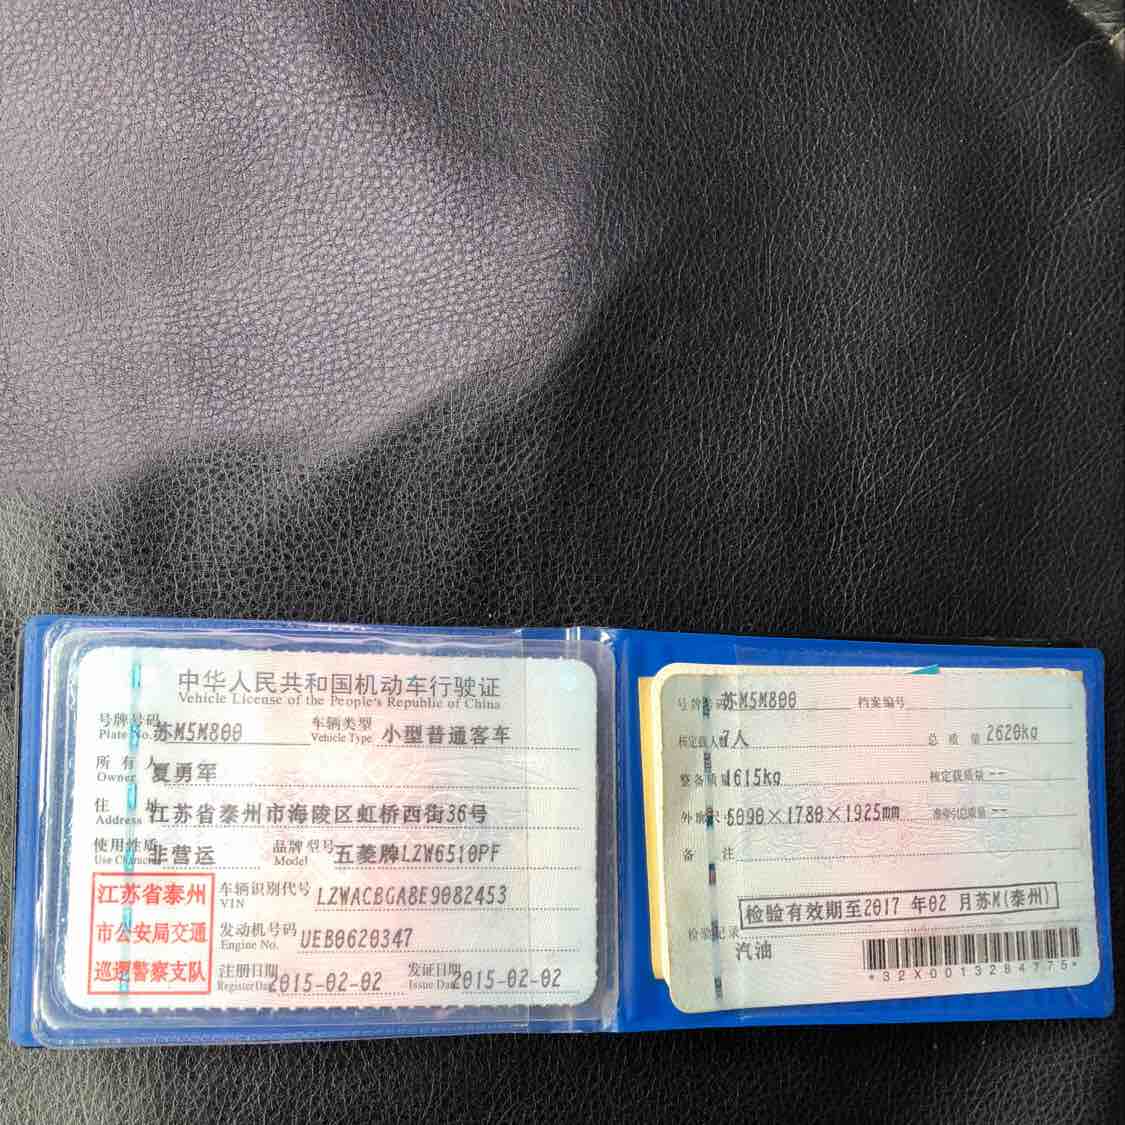 中华人民共和国机动车行驶证
Vehicle License of the People's Republic of China
号牌号码 苏M5M800 车辆类型 小型普通客车
Plate No. Vehicle Type
所有人 夏勇军
Owner
住址 江苏省泰州市海陵区虹桥西街36号
Address
使用性质 非营运 品牌型号 五菱牌LZW6510PF
Use Character Model
江苏省泰州
市公安局交通
巡逻警察支队
车辆识别代号 LZWACBGA8E9082453
VIN
发动机号码 UEB0620347
Engine No.
注册日期 2015-02-02 发证日期 2015-02-02
Register Date Issue Date
号牌号码 苏M5M800 档案编号
核定载人数 7人 总质量 2620kg
整备质量 1615kg 核定载质量 --
外廓尺寸 5090×1780×1925mm 准牵引总质量 --
备注
检验有效期至2017年02月苏M(泰州)
检验记录
汽油
*32X0013284775*